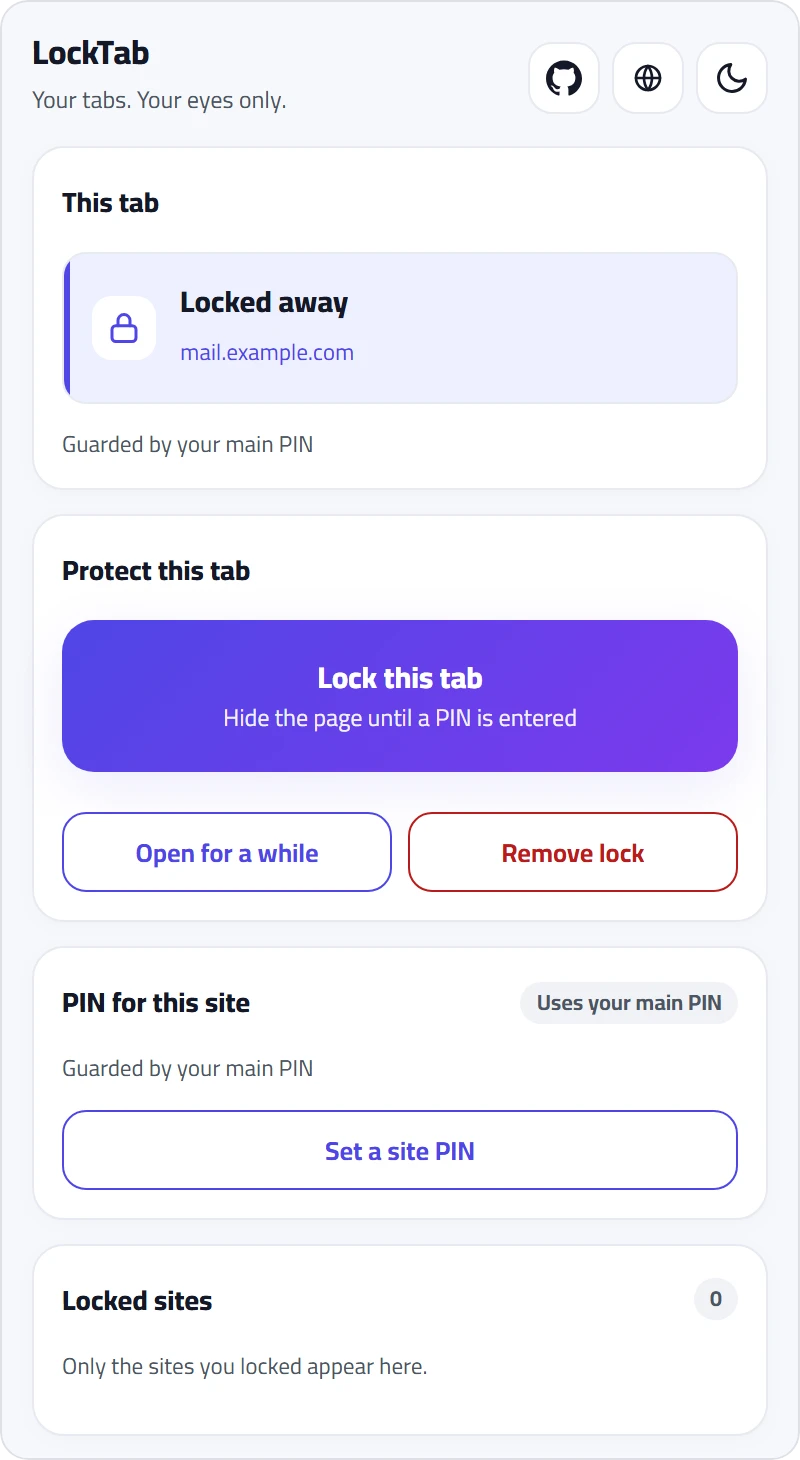 LockTab
Your tabs. Your eyes only.
This tab
Locked away
mail.example.com
Guarded by your main PIN
Protect this tab
Lock this tab
Hide the page until a PIN is entered
Open for a while
Remove lock
PIN for this site
Uses your main PIN
Guarded by your main PIN
Set a site PIN
Locked sites
0
Only the sites you locked appear here.